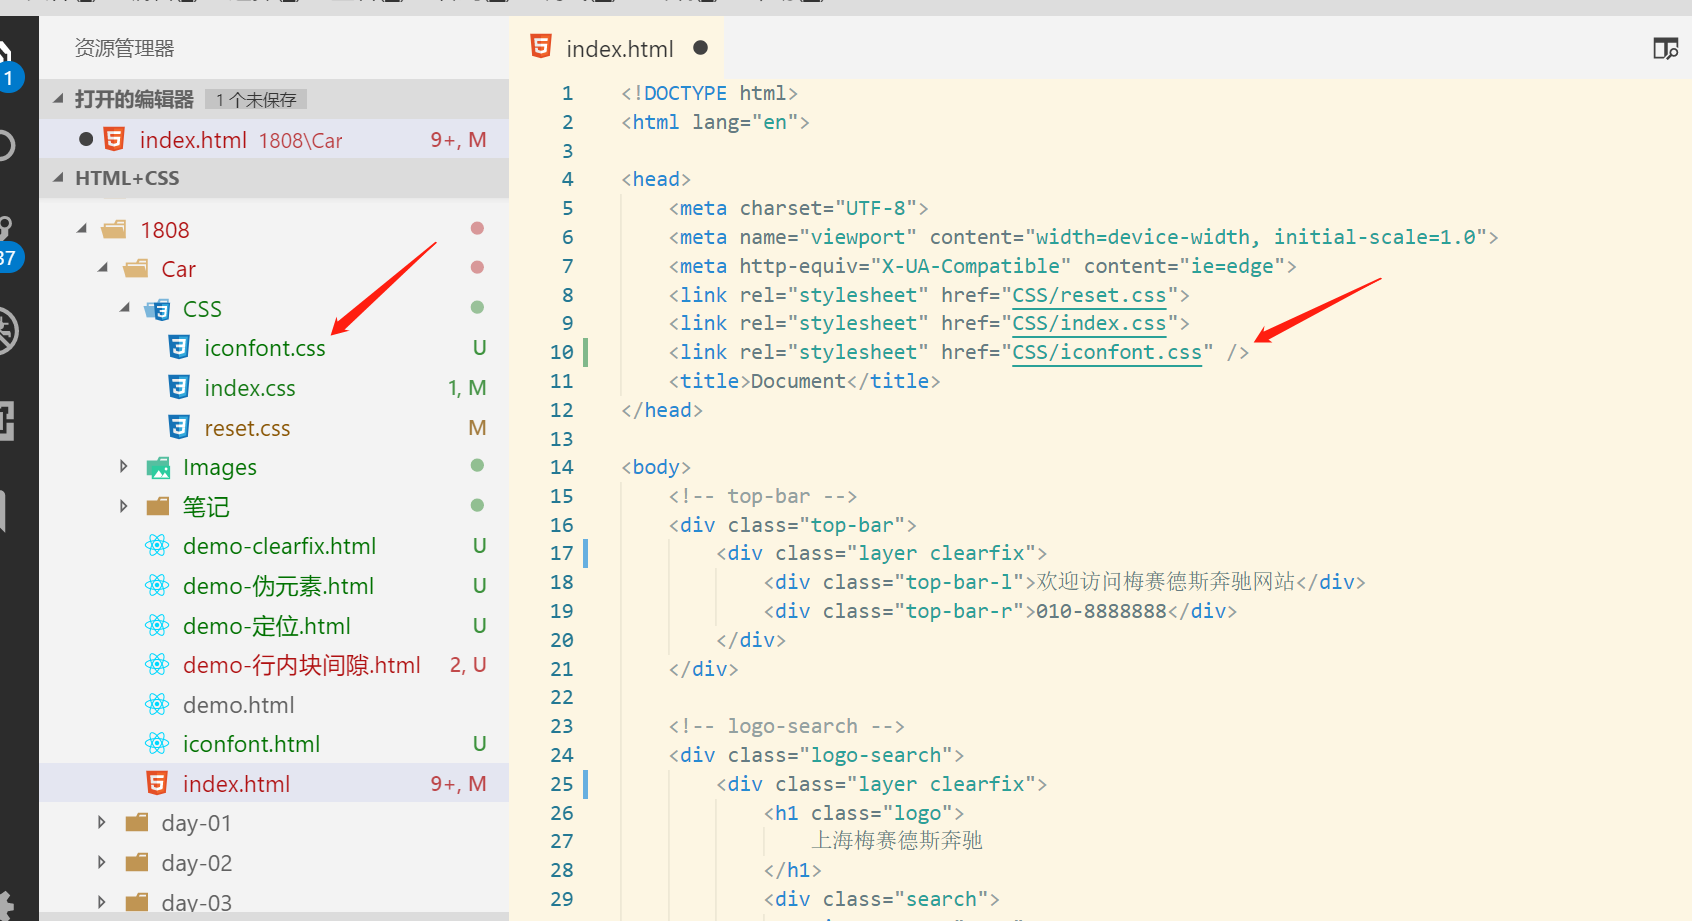 资源管理器
打开的编辑器 1 个未保存
index.html 1808\Car 9+, M
HTML+CSS
1808
Car
CSS
iconfont.css U
index.css 1, M
reset.css M
Images
笔记
demo-clearfix.html U
demo-伪元素.html U
demo-定位.html U
demo-行内块间隙.html 2, U
demo.html
iconfont.html U
index.html 9+, M
day-01
day-02
day-03
1
37
index.html
1 <!DOCTYPE html>
2 <html lang="en">
3
4 <head>
5 <meta charset="UTF-8">
6 <meta name="viewport" content="width=device-width, initial-scale=1.0">
7 <meta http-equiv="X-UA-Compatible" content="ie=edge">
8 <link rel="stylesheet" href="CSS/reset.css">
9 <link rel="stylesheet" href="CSS/index.css">
10 <link rel="stylesheet" href="CSS/iconfont.css" />
11 <title>Document</title>
12 </head>
13
14 <body>
15 <!-- top-bar -->
16 <div class="top-bar">
17 <div class="layer clearfix">
18 <div class="top-bar-l">欢迎访问梅赛德斯奔驰网站</div>
19 <div class="top-bar-r">010-8888888</div>
20 </div>
21 </div>
22
23 <!-- logo-search -->
24 <div class="logo-search">
25 <div class="layer clearfix">
26 <h1 class="logo">
27 上海梅赛德斯奔驰
28 </h1>
29 <div class="search">